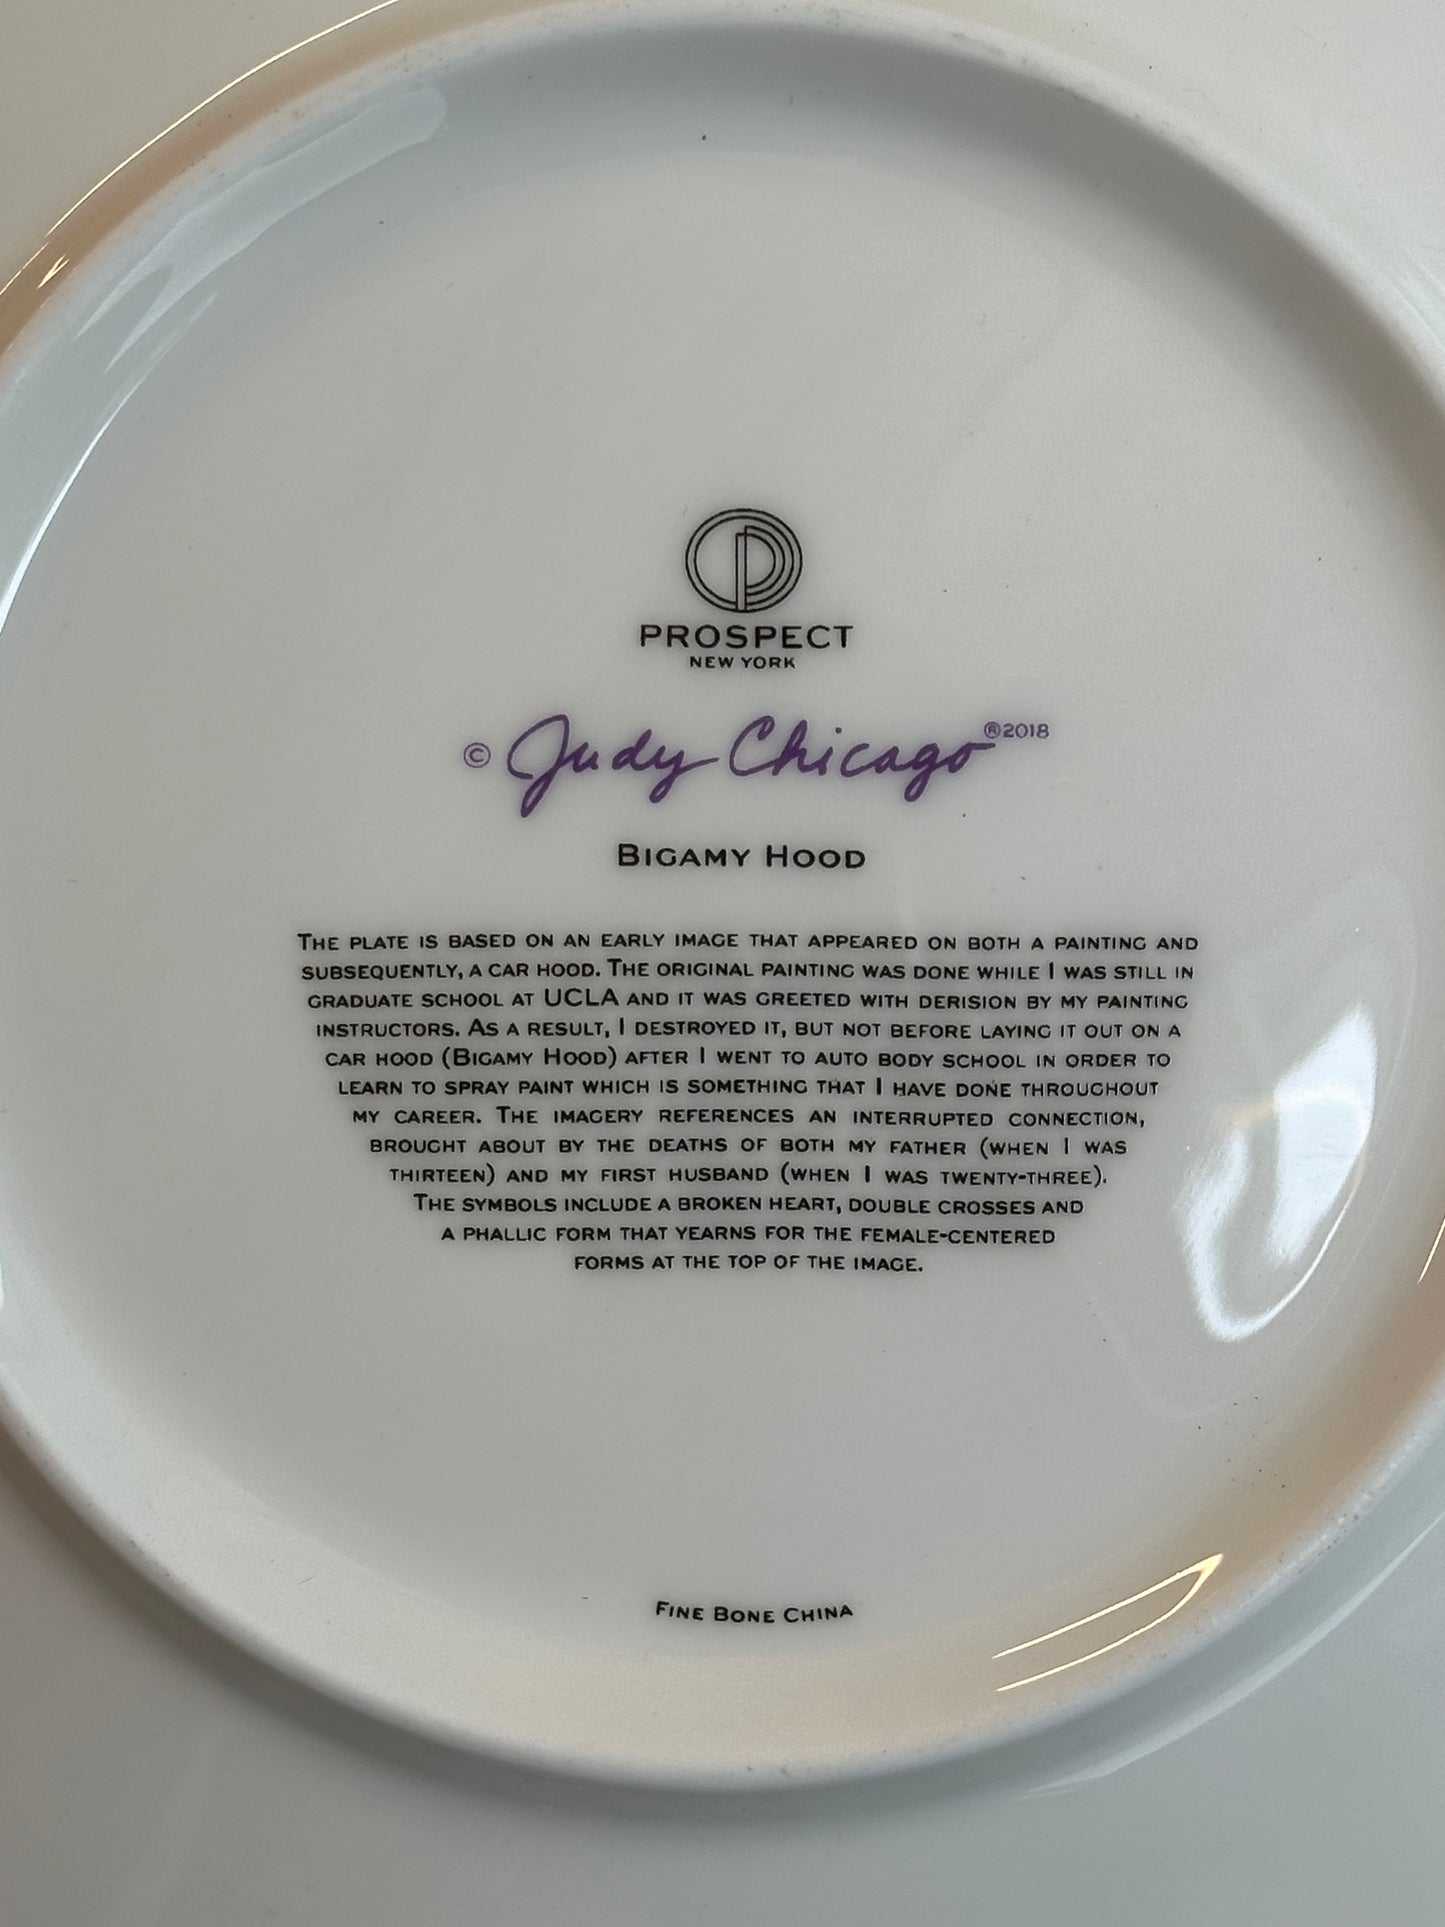 PROSPECT
NEW YORK
© Judy Chicago ®2018
BIGAMY HOOD
THE PLATE IS BASED ON AN EARLY IMAGE THAT APPEARED ON BOTH A PAINTING AND
SUBSEQUENTLY, A CAR HOOD. THE ORIGINAL PAINTING WAS DONE WHILE I WAS STILL IN
GRADUATE SCHOOL AT UCLA AND IT WAS GREETED WITH DERISION BY MY PAINTING
INSTRUCTORS. AS A RESULT, I DESTROYED IT, BUT NOT BEFORE LAYING IT OUT ON A
CAR HOOD (BIGAMY HOOD) AFTER I WENT TO AUTO BODY SCHOOL IN ORDER TO
LEARN TO SPRAY PAINT WHICH IS SOMETHING THAT I HAVE DONE THROUGHOUT
MY CAREER. THE IMAGERY REFERENCES AN INTERRUPTED CONNECTION,
BROUGHT ABOUT BY THE DEATHS OF BOTH MY FATHER (WHEN I WAS
THIRTEEN) AND MY FIRST HUSBAND (WHEN I WAS TWENTY-THREE).
THE SYMBOLS INCLUDE A BROKEN HEART, DOUBLE CROSSES AND
A PHALLIC FORM THAT YEARNS FOR THE FEMALE-CENTERED
FORMS AT THE TOP OF THE IMAGE.
FINE BONE CHINA